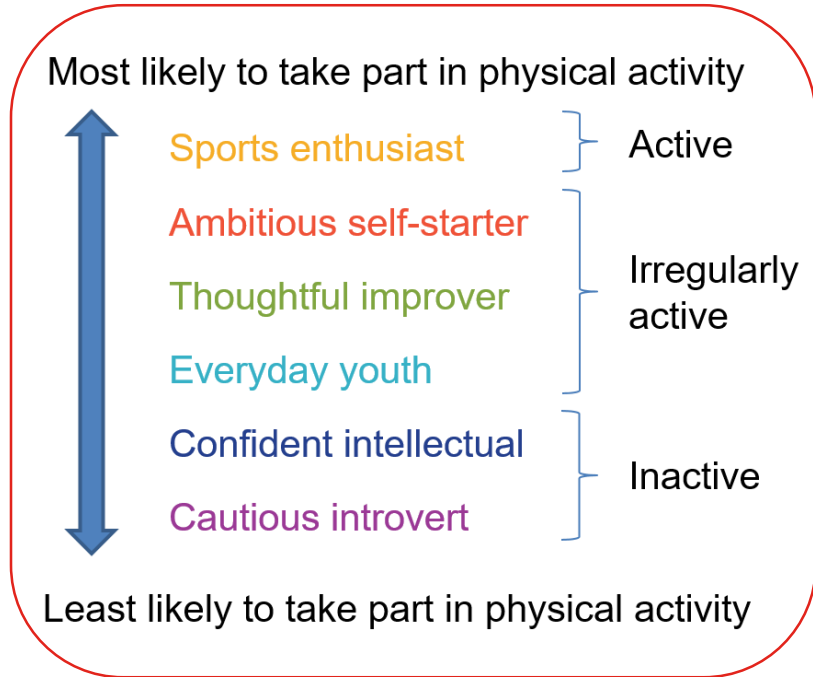 Most likely to take part in physical activity
Sports enthusiast
Active
Ambitious self-starter
Thoughtful improver
Everyday youth
Irregularly
active
Confident intellectual
Cautious introvert
Inactive
Least likely to take part in physical activity